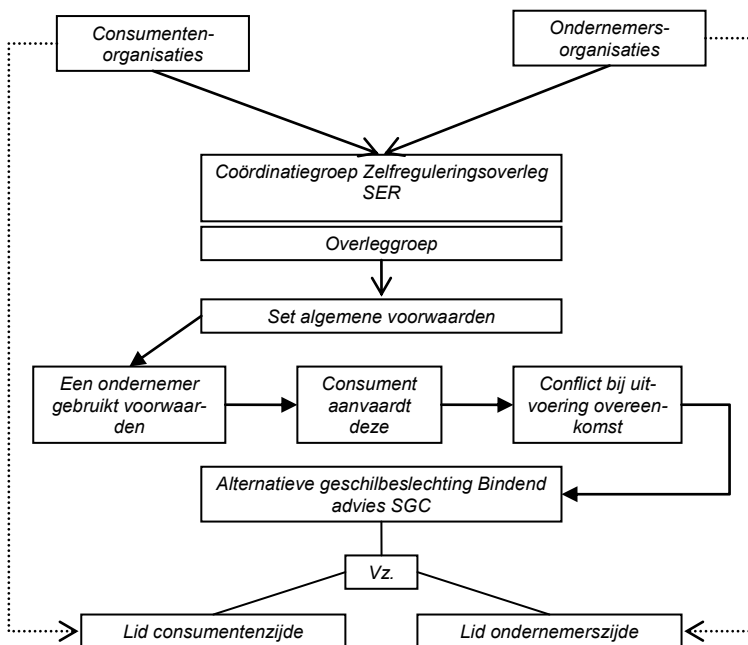 Consumenten-
organisaties
Ondernemers-
organisaties
Coördinatiegroep Zelfreguleringsoverleg
SER
Overleggroep
Set algemene voorwaarden
Een ondernemer
gebruikt voorwaar-
den
Consument
aanvaardt
deze
Conflict bij uit-
voering overeen-
komst
Alternatieve geschilbeslechting Bindend
advies SGC
Vz.
Lid consumentenzijde
Lid ondernemerszijde